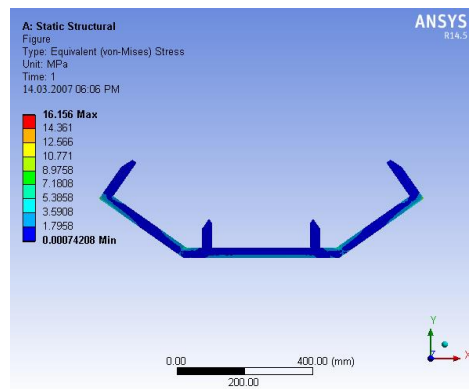 A: Static Structural
Figure
Type: Equivalent (von-Mises) Stress
Unit: MPa
Time: 1
14.03.2007 06:06 PM
ANSYS
R14.5
16.156 Max
14.361
12.566
10.771
8.9758
7.1808
5.3858
3.5908
1.7958
0.00074208 Min
Y
Z
X
0.00
400.00 (mm)
200.00